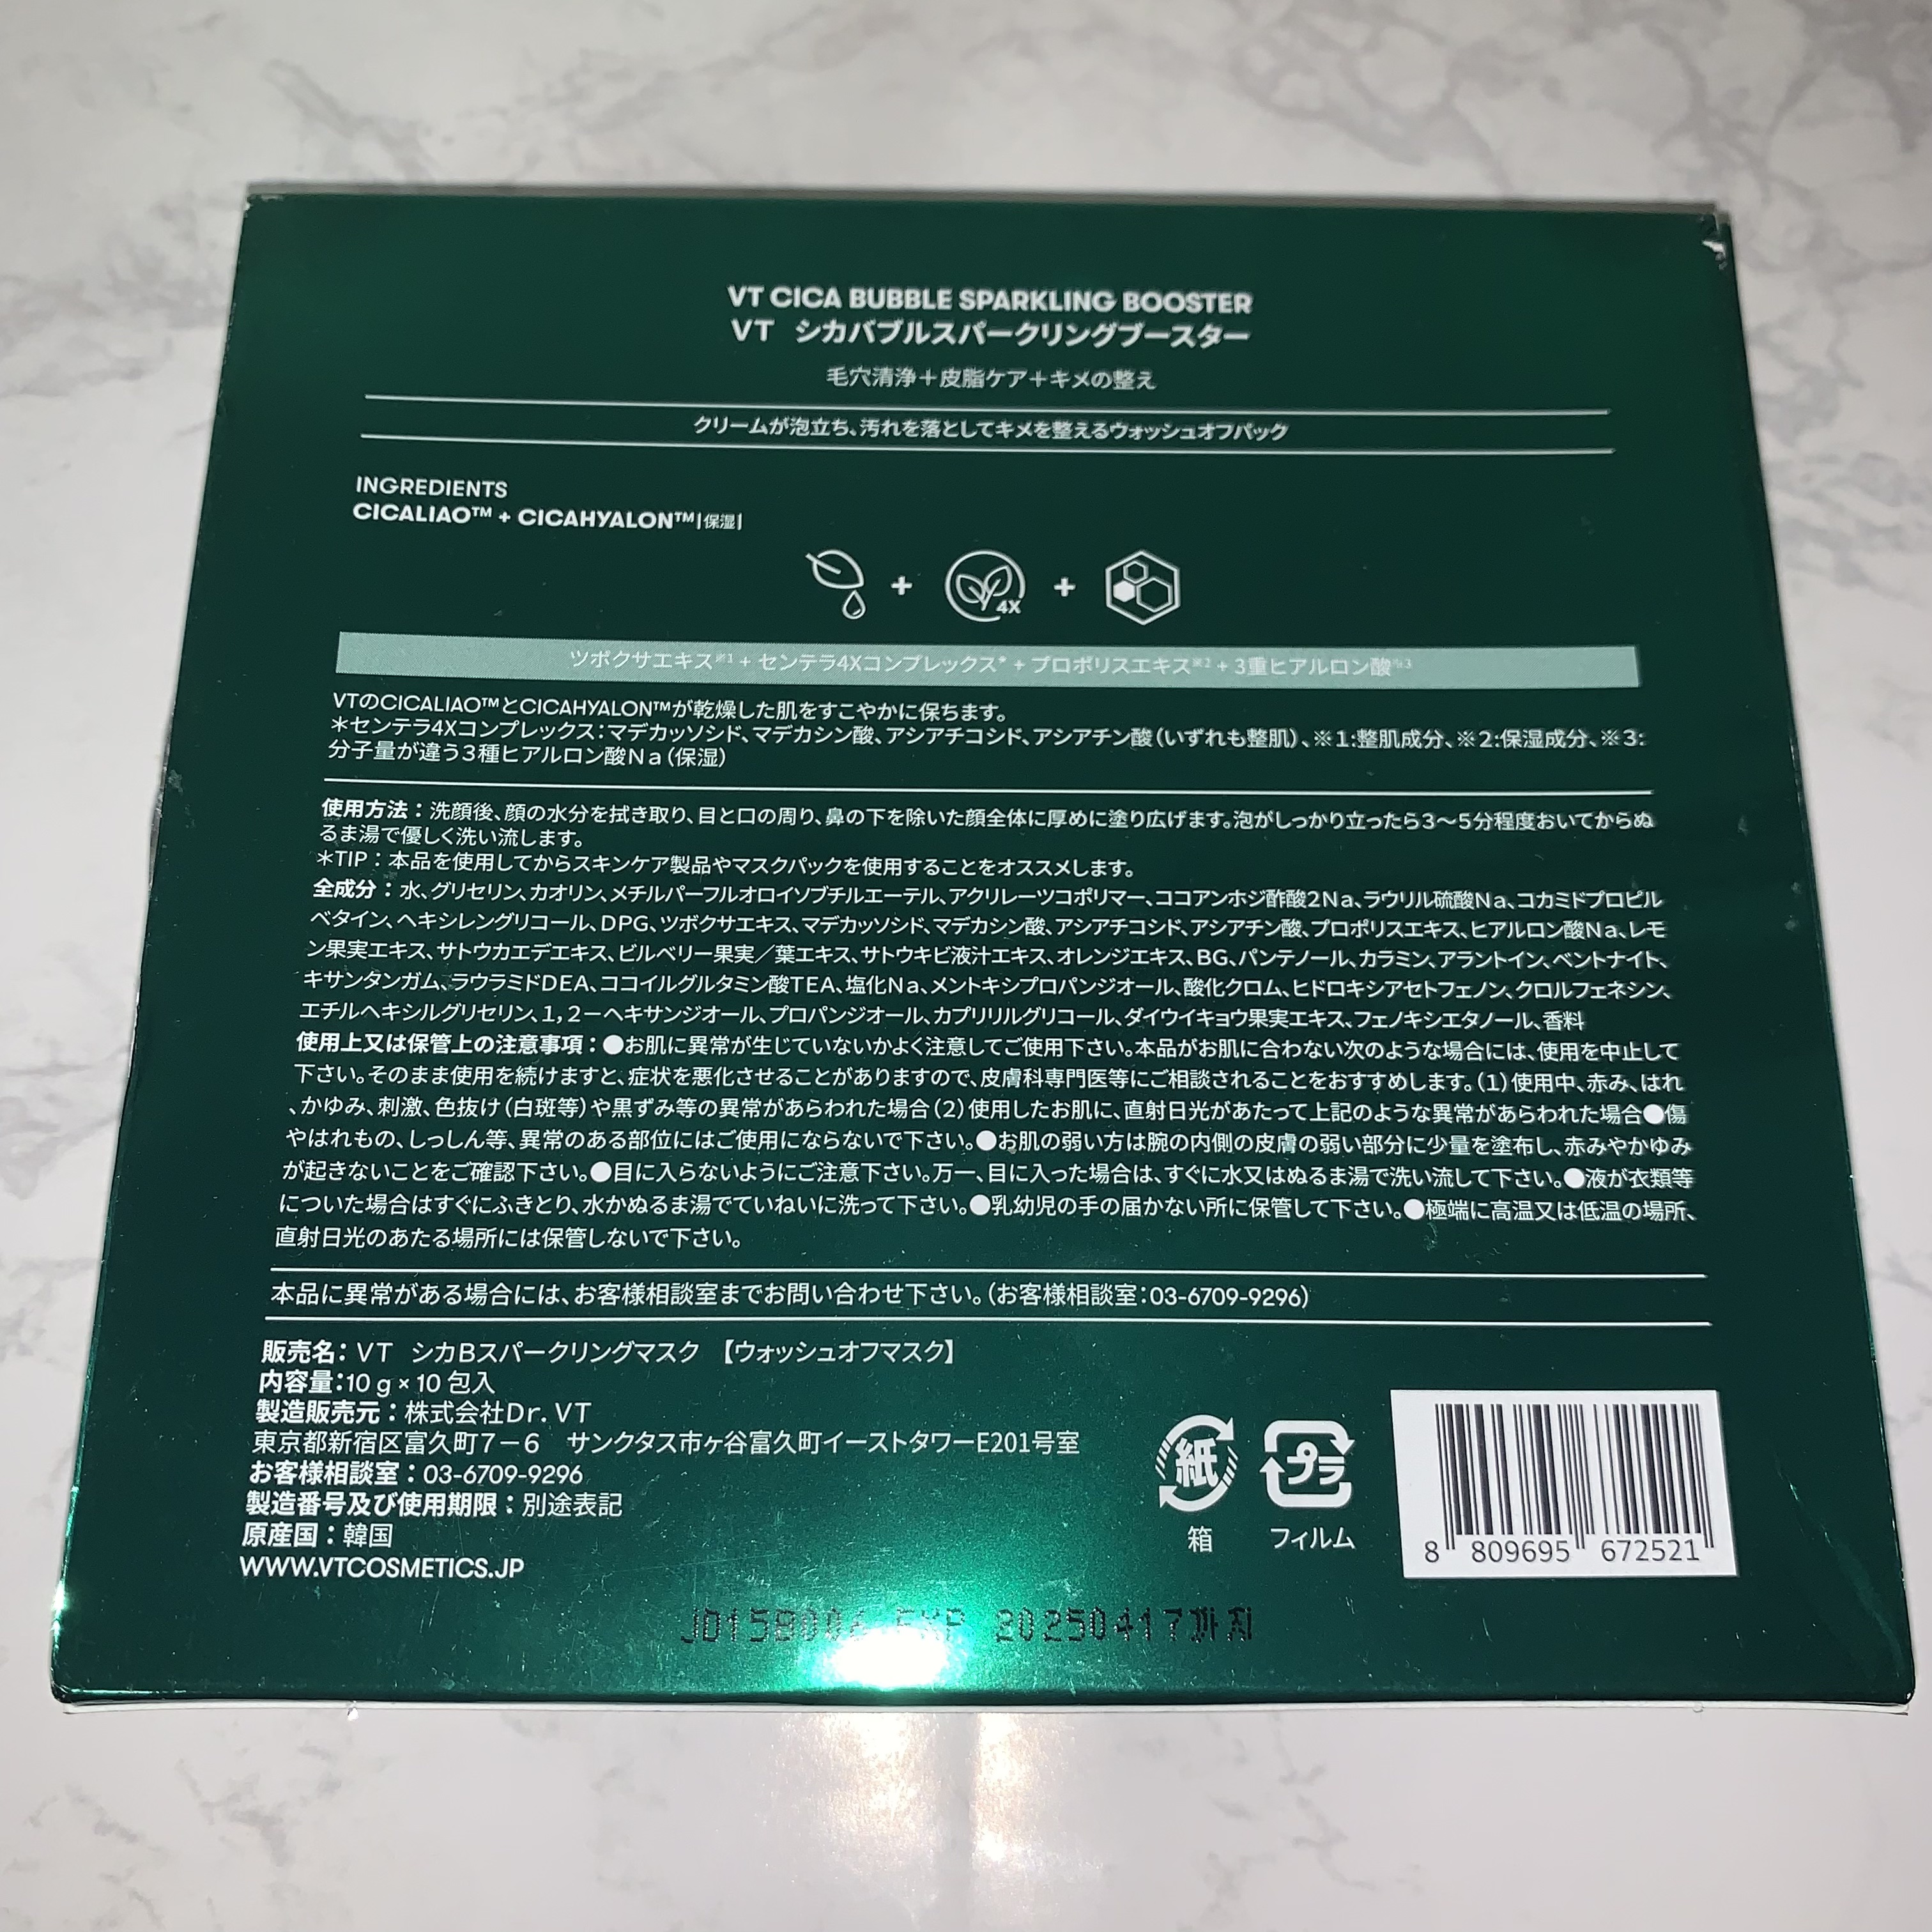 VT CICA BUBBLE SPARKLING BOOSTER
VT シカバブルスパークリングブースター
毛穴清浄＋皮脂ケア＋キメの整え
クリームが泡立ち、汚れを落としてキメを整えるウォッシュオフパック
INGREDIENTS
CICALIAO™ + CICAHYALON™|保湿|
+ 4X +
ツボクサエキス※1 + センテラ4Xコンプレックス* + プロポリスエキス※2 + 3重ヒアルロン酸※3
VTのCICALIAO™とCICAHYALON™が乾燥した肌をすこやかに保ちます。
＊センテラ4Xコンプレックス：マデカッソシド、マデカシン酸、アシアチコシド、アシアチン酸（いずれも整肌）、※１:整肌成分、※２:保湿成分、※３:
分子量が違う３種ヒアルロン酸Ｎａ（保湿）
使用方法：洗顔後、顔の水分を拭き取り、目と口の周り、鼻の下を除いた顔全体に厚めに塗り広げます。泡がしっかり立ったら３～５分程度おいてからぬ
るま湯で優しく洗い流します。
＊TIP：本品を使用してからスキンケア製品やマスクパックを使用することをオススメします。
全成分：水、グリセリン、カオリン、メチルパーフルオロイソブチルエーテル、アクリレーツコポリマー、ココアンホジ酢酸２Ｎａ、ラウリル硫酸Ｎａ、コカミドプロピル
ベタイン、ヘキシレングリコール、DPG、ツボクサエキス、マデカッソシド、マデカシン酸、アシアチコシド、アシアチン酸、プロポリスエキス、ヒアルロン酸Ｎａ、レモ
ン果実エキス、サトウカエデエキス、ビルベリー果実／葉エキス、サトウキビ液汁エキス、オレンジエキス、BG、パンテノール、カラミン、アラントイン、ベントナイト、
キサンタンガム、ラウラミドDEA、ココイルグルタミン酸TEA、塩化Ｎａ、メントキシプロパンジオール、酸化クロム、ヒドロキシアセトフェノン、クロルフェネシン、
エチルヘキシルグリセリン、１，２－ヘキサンジオール、プロパンジオール、カプリリルグリコール、ダイウイキョウ果実エキス、フェノキシエタノール、香料
使用上又は保管上の注意事項：●お肌に異常が生じていないかよく注意してご使用下さい。本品がお肌に合わない次のような場合には、使用を中止して
下さい。そのまま使用を続けますと、症状を悪化させることがありますので、皮膚科専門医等にご相談されることをおすすめします。（１）使用中、赤み、はれ
、かゆみ、刺激、色抜け（白斑等）や黒ずみ等の異常があらわれた場合（２）使用したお肌に、直射日光があたって上記のような異常があらわれた場合●傷
やはれもの、しっしん等、異常のある部位にはご使用にならないで下さい。●お肌の弱い方は腕の内側の皮膚の弱い部分に少量を塗布し、赤みやかゆみ
が起きないことをご確認下さい。●目に入らないようにご注意下さい。万一、目に入った場合は、すぐに水又はぬるま湯で洗い流して下さい。●液が衣類等
についた場合はすぐにふきとり、水かぬるま湯でていねいに洗って下さい。●乳幼児の手の届かない所に保管して下さい。●極端に高温又は低温の場所、
直射日光のあたる場所には保管しないで下さい。
本品に異常がある場合には、お客様相談室までお問い合わせ下さい。（お客様相談室：03-6709-9296）
販売名：ＶＴ シカＢスパークリングマスク 【ウォッシュオフマスク】
内容量：10 g × 10 包入
製造販売元：株式会社Ｄｒ．ＶＴ
東京都新宿区富久町７－６ サンクタス市ヶ谷富久町イーストタワーE201号室
お客様相談室：03-6709-9296
製造番号及び使用期限：別途表記
原産国：韓国
WWW.VTCOSMETICS.JP
紙 プラ
箱 フィルム
8 809695 672521
JD15B006 EXP 20250417까지